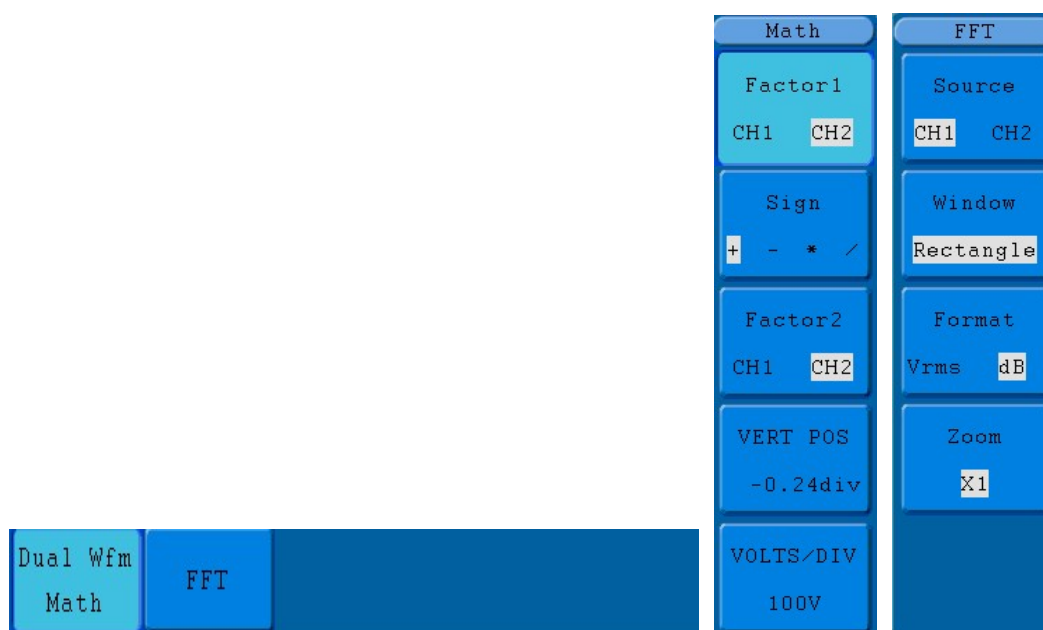 Dual Wfm
Math
FFT
Math
Factor1
CH1 CH2
Sign
+ - * /
Factor2
CH1 CH2
VERT POS
-0.24div
VOLTS/DIV
100V
FFT
Source
CH1 CH2
Window
Rectangle
Format
Vrms dB
Zoom
X1